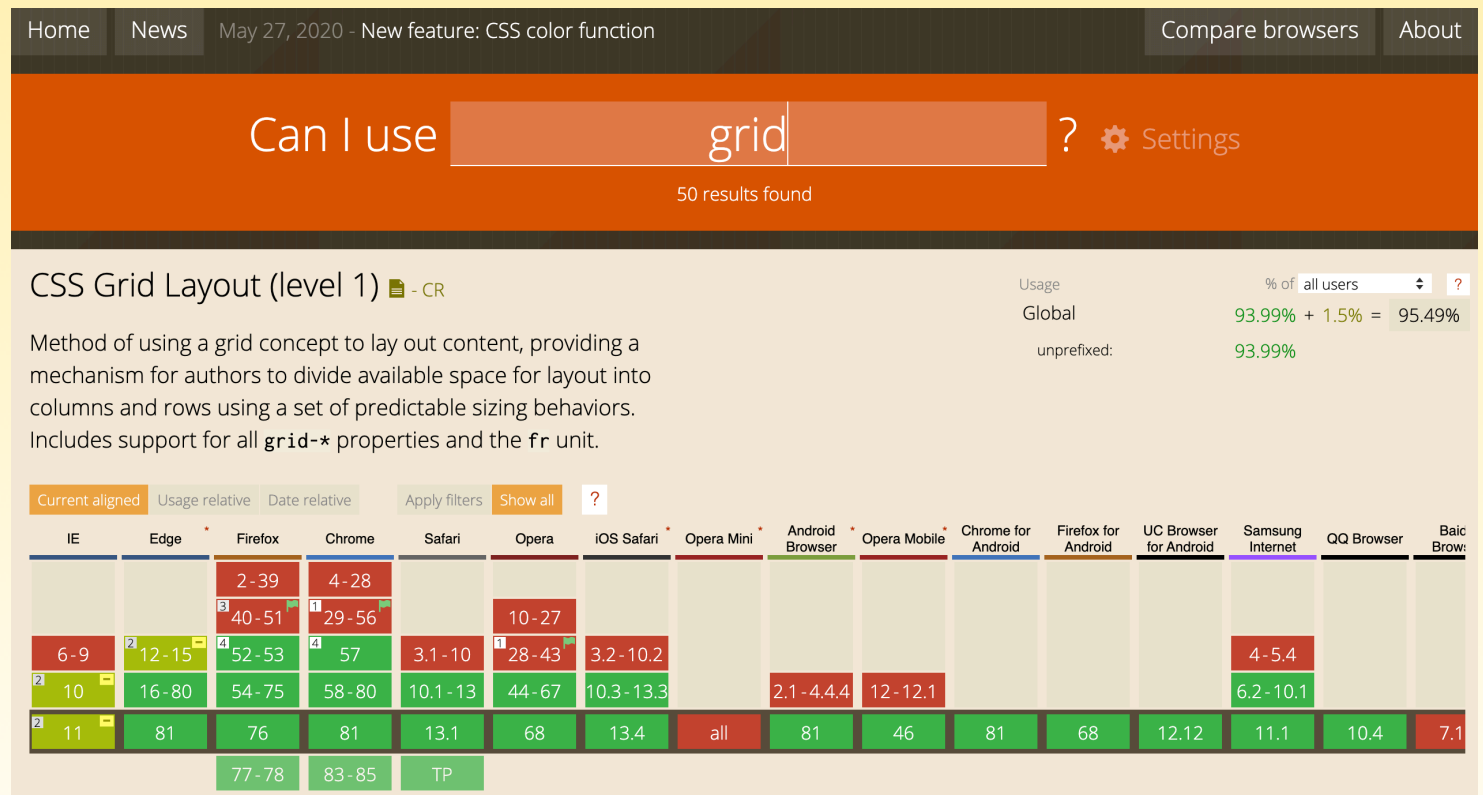 Home News May 27, 2020 - New feature: CSS color function Compare browsers About
Can I use grid ? Settings
50 results found
CSS Grid Layout (level 1) - CR
Usage % of all users ?
Global 93.99% + 1.5% = 95.49%
unprefixed: 93.99%
Method of using a grid concept to lay out content, providing a
mechanism for authors to divide available space for layout into
columns and rows using a set of predictable sizing behaviors.
Includes support for all grid-* properties and the fr unit.
Current aligned Usage relative Date relative Apply filters Show all ?
IE Edge * Firefox Chrome Safari Opera iOS Safari * Opera Mini * Android Browser * Opera Mobile * Chrome for Android Firefox for Android UC Browser for Android Samsung Internet QQ Browser Baid Brows
2-39 4-28
3 40-51 1 29-56 10-27
6-9 2 12-15 4 52-53 4 57 3.1-10 1 28-43 3.2-10.2 4-5.4
2 10 16-80 54-75 58-80 10.1-13 44-67 10.3-13.3 2.1-4.4.4 12-12.1 6.2-10.1
2 11 81 76 81 13.1 68 13.4 all 81 46 81 68 12.12 11.1 10.4 7.1
77-78 83-85 TP